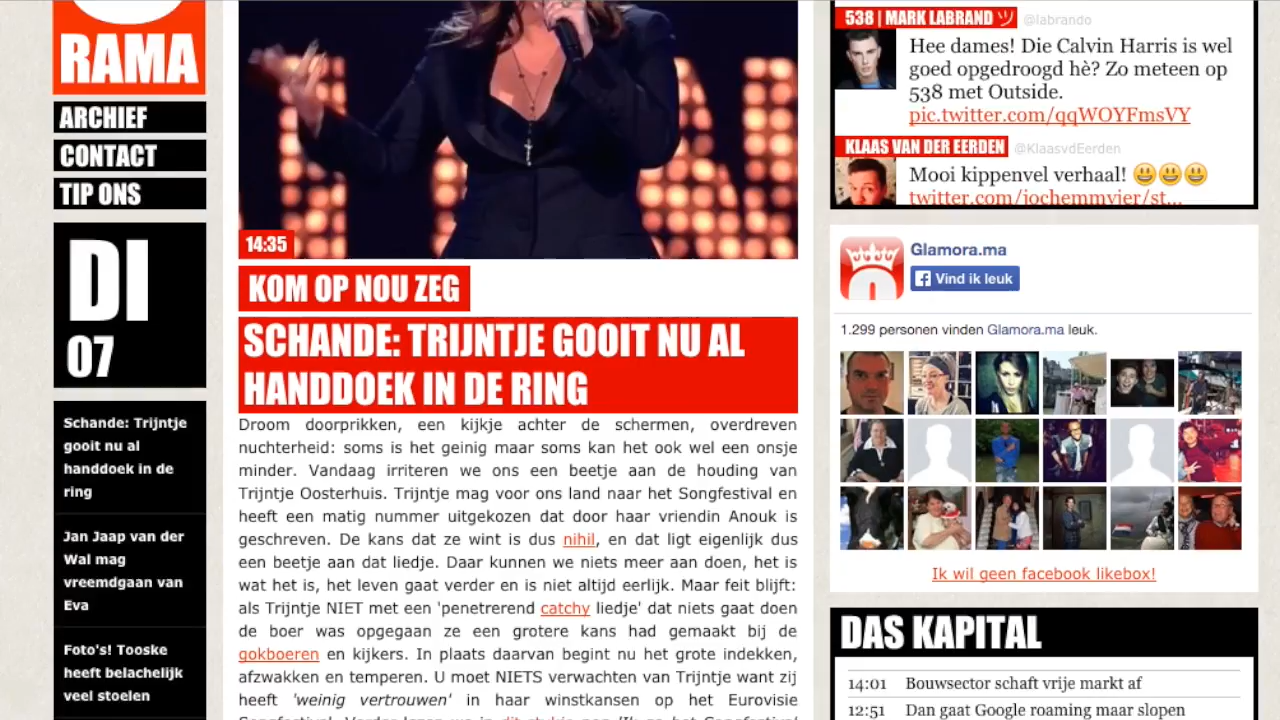 RAMA
ARCHIEF
CONTACT
TIP ONS
DI
07
Schande: Trijntje
gooit nu al
handdoek in de
ring
Jan Jaap van der
Wal mag
vreemdgaan van
Eva
Foto's! Tooske
heeft belachelijk
veel stoelen
14:35
KOM OP NOU ZEG
SCHANDE: TRIJNTJE GOOIT NU AL
HANDDOEK IN DE RING
Droom doorprikken, een kijkje achter de schermen, overdreven
nuchterheid: soms is het geinig maar soms kan het ook wel een onsje
minder. Vandaag irriteren we ons een beetje aan de houding van
Trijntje Oosterhuis. Trijntje mag voor ons land naar het Songfestival en
heeft een matig nummer uitgekozen dat door haar vriendin Anouk is
geschreven. De kans dat ze wint is dus nihil, en dat ligt eigenlijk dus
een beetje aan dat liedje. Daar kunnen we niets meer aan doen, het is
wat het is, het leven gaat verder en is niet altijd eerlijk. Maar feit blijft:
als Trijntje NIET met een 'penetrerend catchy liedje' dat niets gaat doen
de boer was opgegaan ze een grotere kans had gemaakt bij de
gokboeren en kijkers. In plaats daarvan begint nu het grote indekken,
afzwakken en temperen. U moet NIETS verwachten van Trijntje want zij
heeft 'weinig vertrouwen' in haar winstkansen op het Eurovisie
538 | MARK LABRAND ツ @labrando
Hee dames! Die Calvin Harris is wel
goed opgedroogd hè? Zo meteen op
538 met Outside.
pic.twitter.com/qqWOYFmsVY
KLAAS VAN DER EERDEN @KlaasvdEerden
Mooi kippenvel verhaal! 😀😀😀
twitter.com/jochemmvier/st...
Glamora.ma
Vind ik leuk
1.299 personen vinden Glamora.ma leuk.
Ik wil geen facebook likebox!
DAS KAPITAL
14:01 Bouwsector schaft vrije markt af
12:51 Dan gaat Google roaming maar slopen